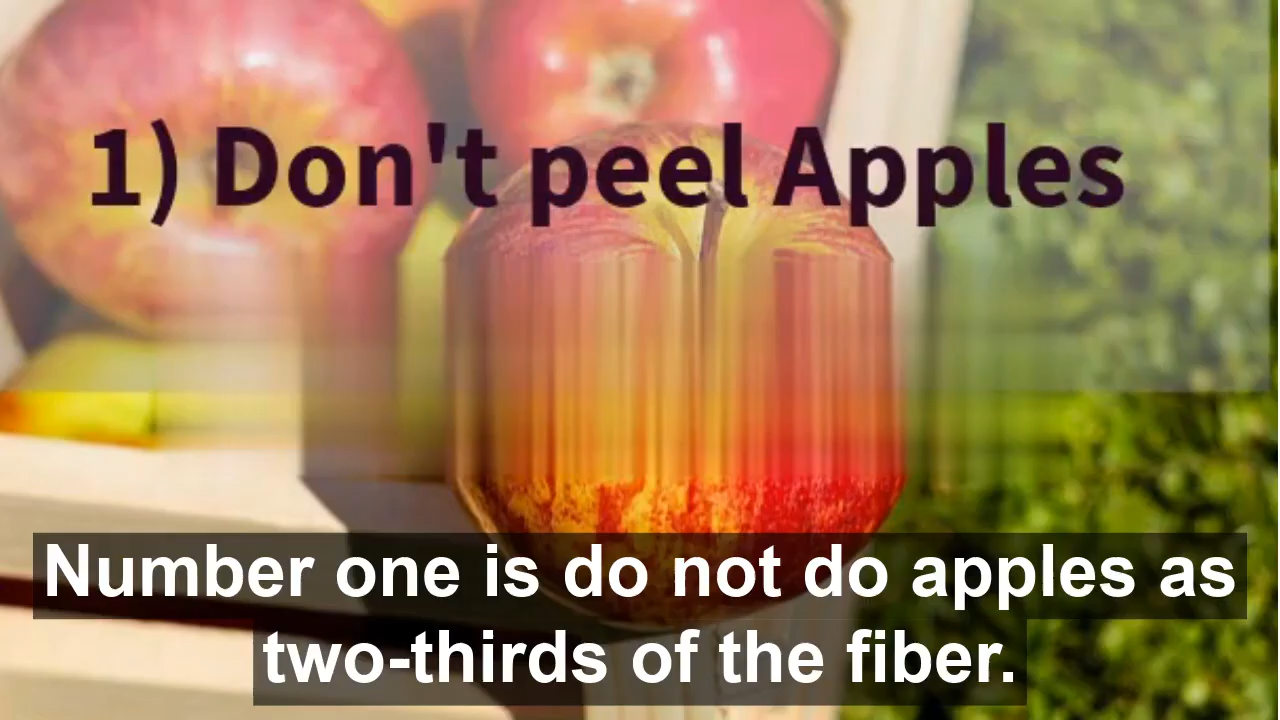 1) Don't peel Apples
Number one is do not do apples as
two-thirds of the fiber.